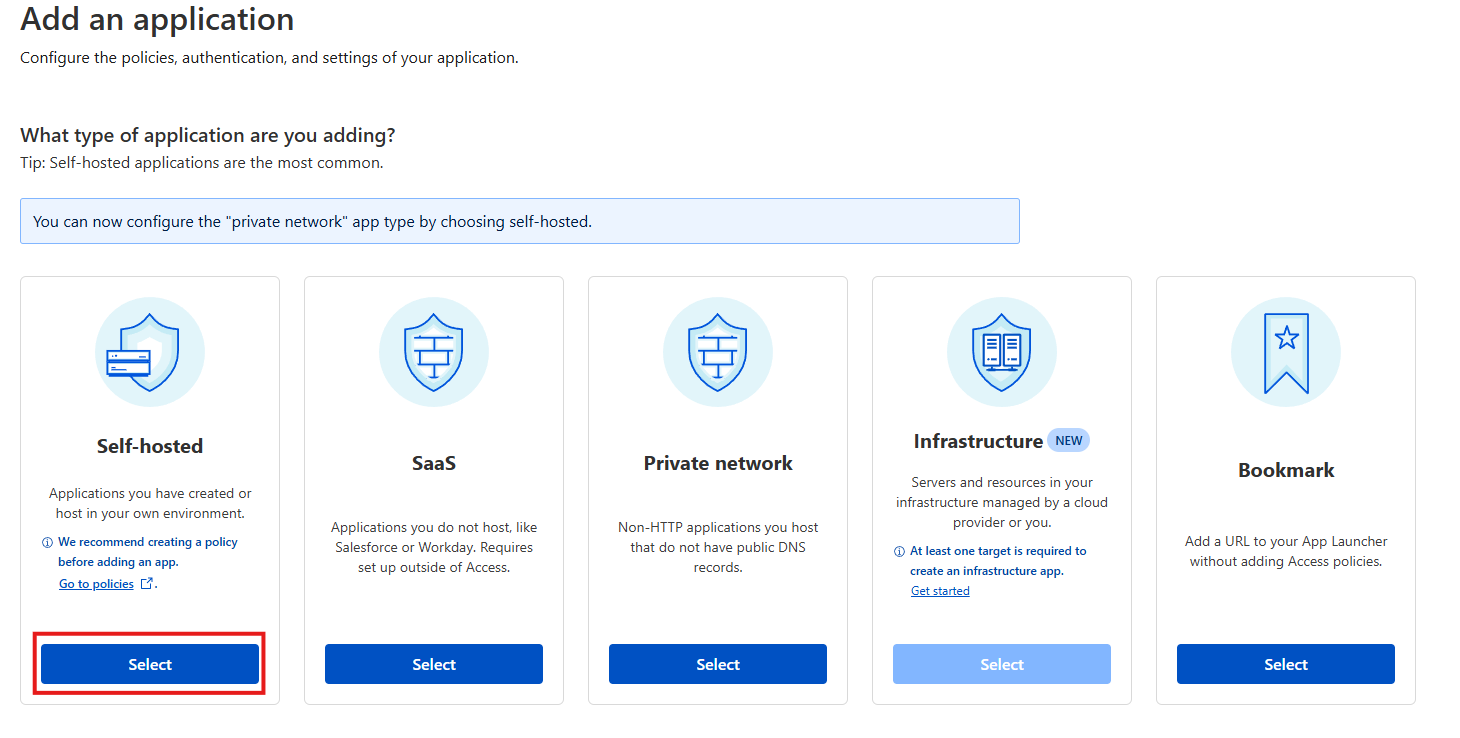 Add an application
Configure the policies, authentication, and settings of your application.
What type of application are you adding?
Tip: Self-hosted applications are the most common.
You can now configure the "private network" app type by choosing self-hosted.
Self-hosted
Applications you have created or
host in your own environment.
We recommend creating a policy
before adding an app.
Go to policies .
Select
SaaS
Applications you do not host, like
Salesforce or Workday. Requires
set up outside of Access.
Select
Private network
Non-HTTP applications you host
that do not have public DNS
records.
Select
Infrastructure NEW
Servers and resources in your
infrastructure managed by a cloud
provider or you.
At least one target is required to
create an infrastructure app.
Get started
Select
Bookmark
Add a URL to your App Launcher
without adding Access policies.
Select